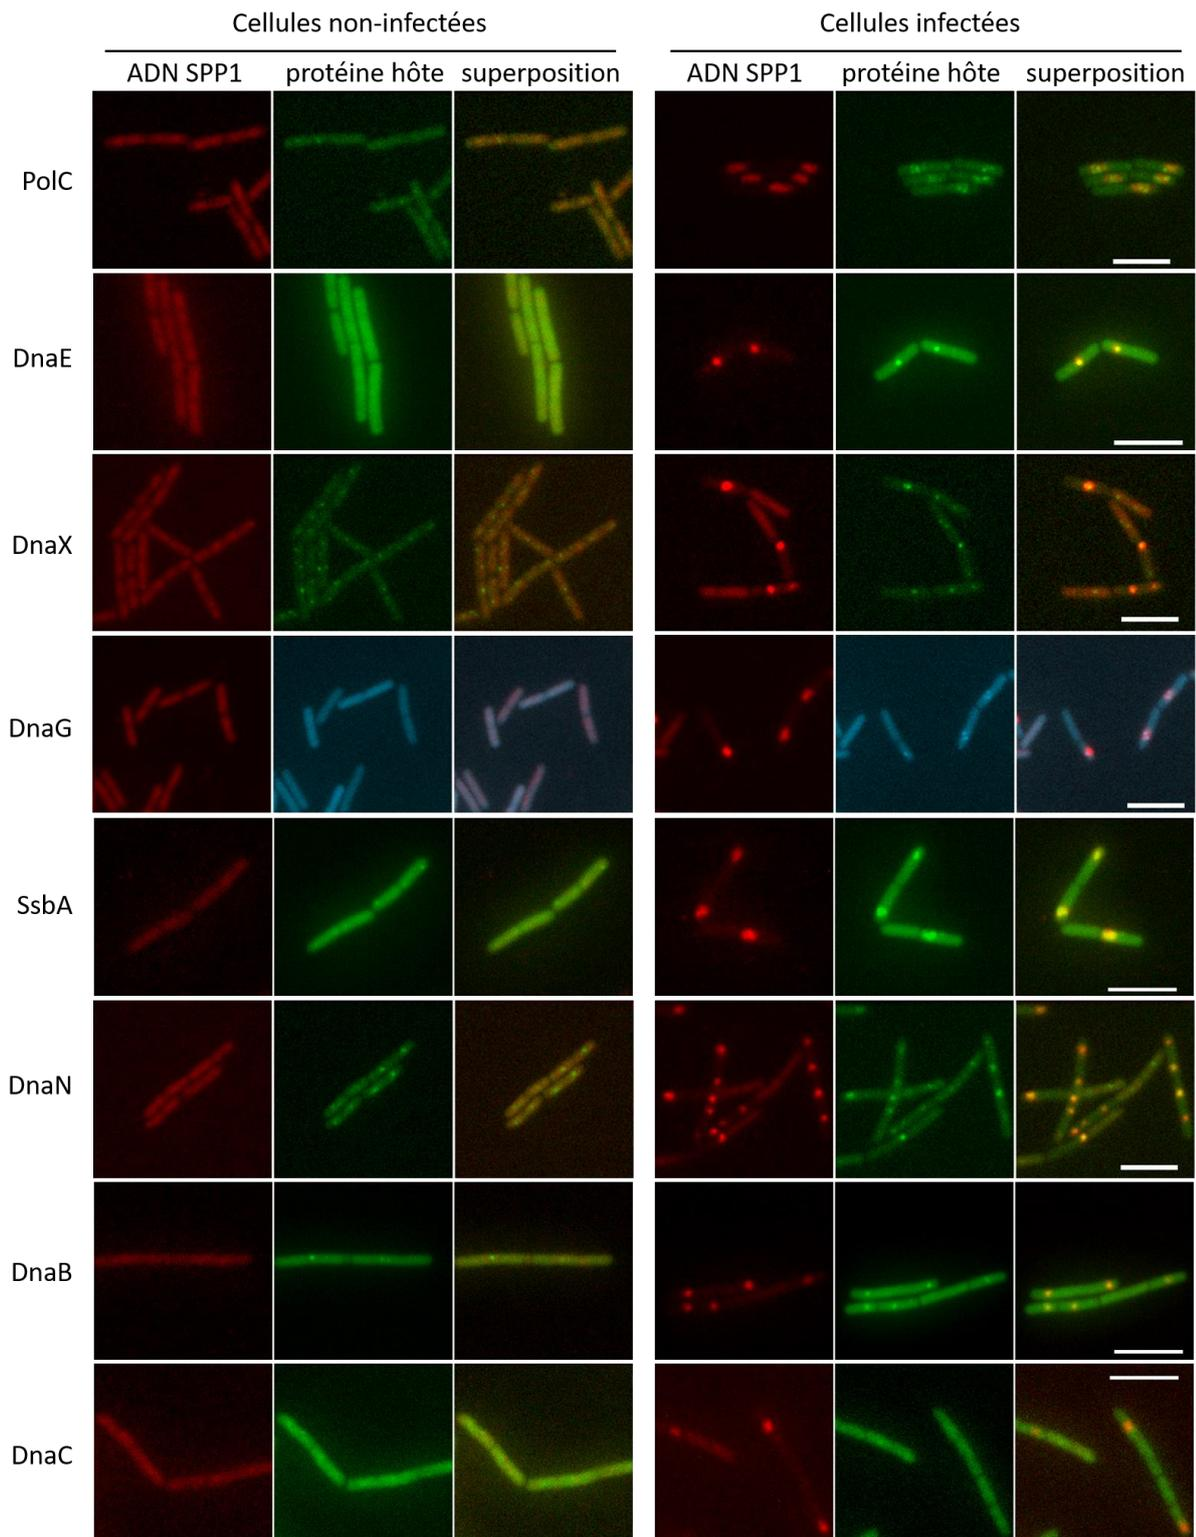 Cellules non-infectées
Cellules infectées
ADN SPP1 protéine hôte superposition
ADN SPP1 protéine hôte superposition
PolC
DnaE
DnaX
DnaG
SsbA
DnaN
DnaB
DnaC